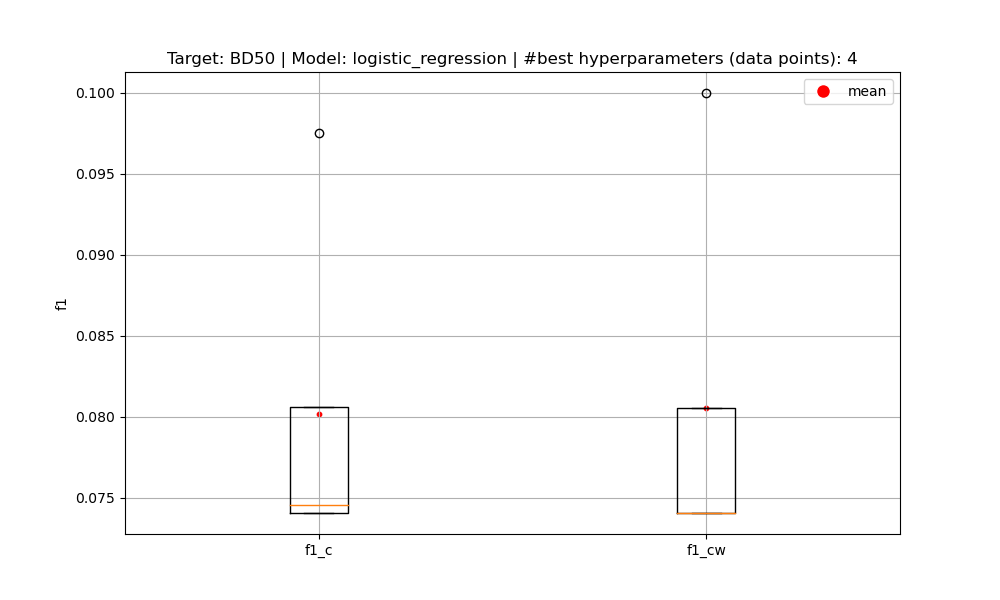 Target: BD50 | Model: logistic_regression | #best hyperparameters (data points): 4
mean
0.100
0.095
0.090
0.085
0.080
0.075
f1
f1_c
f1_cw